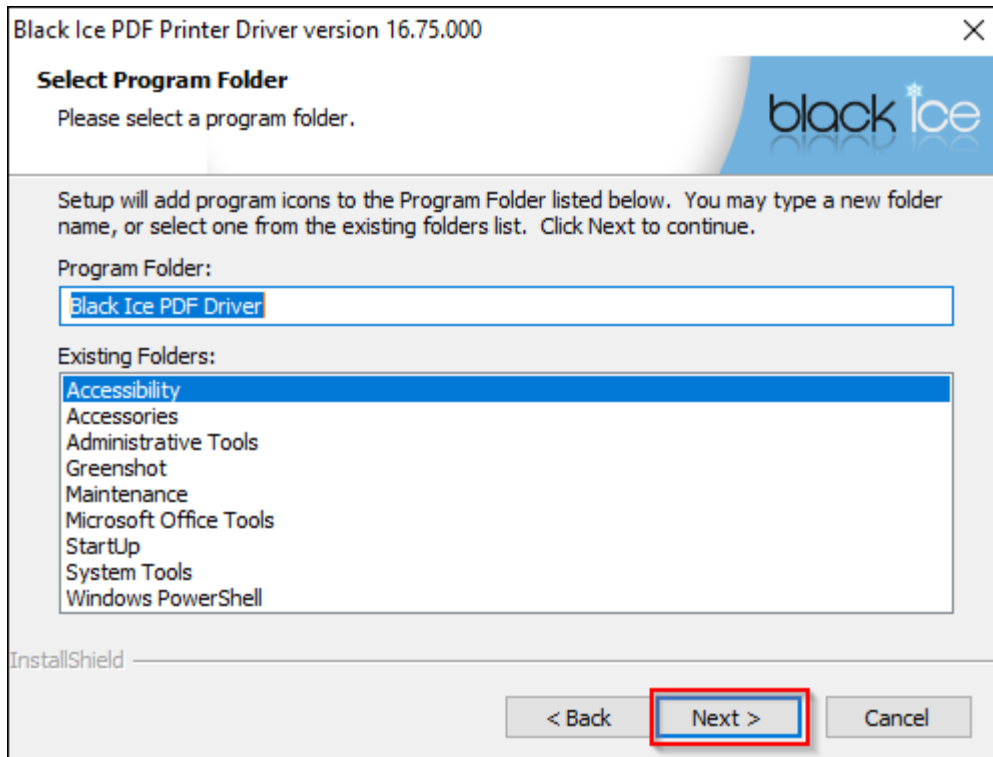 Black Ice PDF Printer Driver version 16.75.000
Select Program Folder
Please select a program folder.
black ice
Setup will add program icons to the Program Folder listed below.  You may type a new folder
name, or select one from the existing folders list.  Click Next to continue.
Program Folder:
Black Ice PDF Driver
Existing Folders:
Accessibility
Accessories
Administrative Tools
Greenshot
Maintenance
Microsoft Office Tools
StartUp
System Tools
Windows PowerShell
InstallShield
< Back
Next >
Cancel